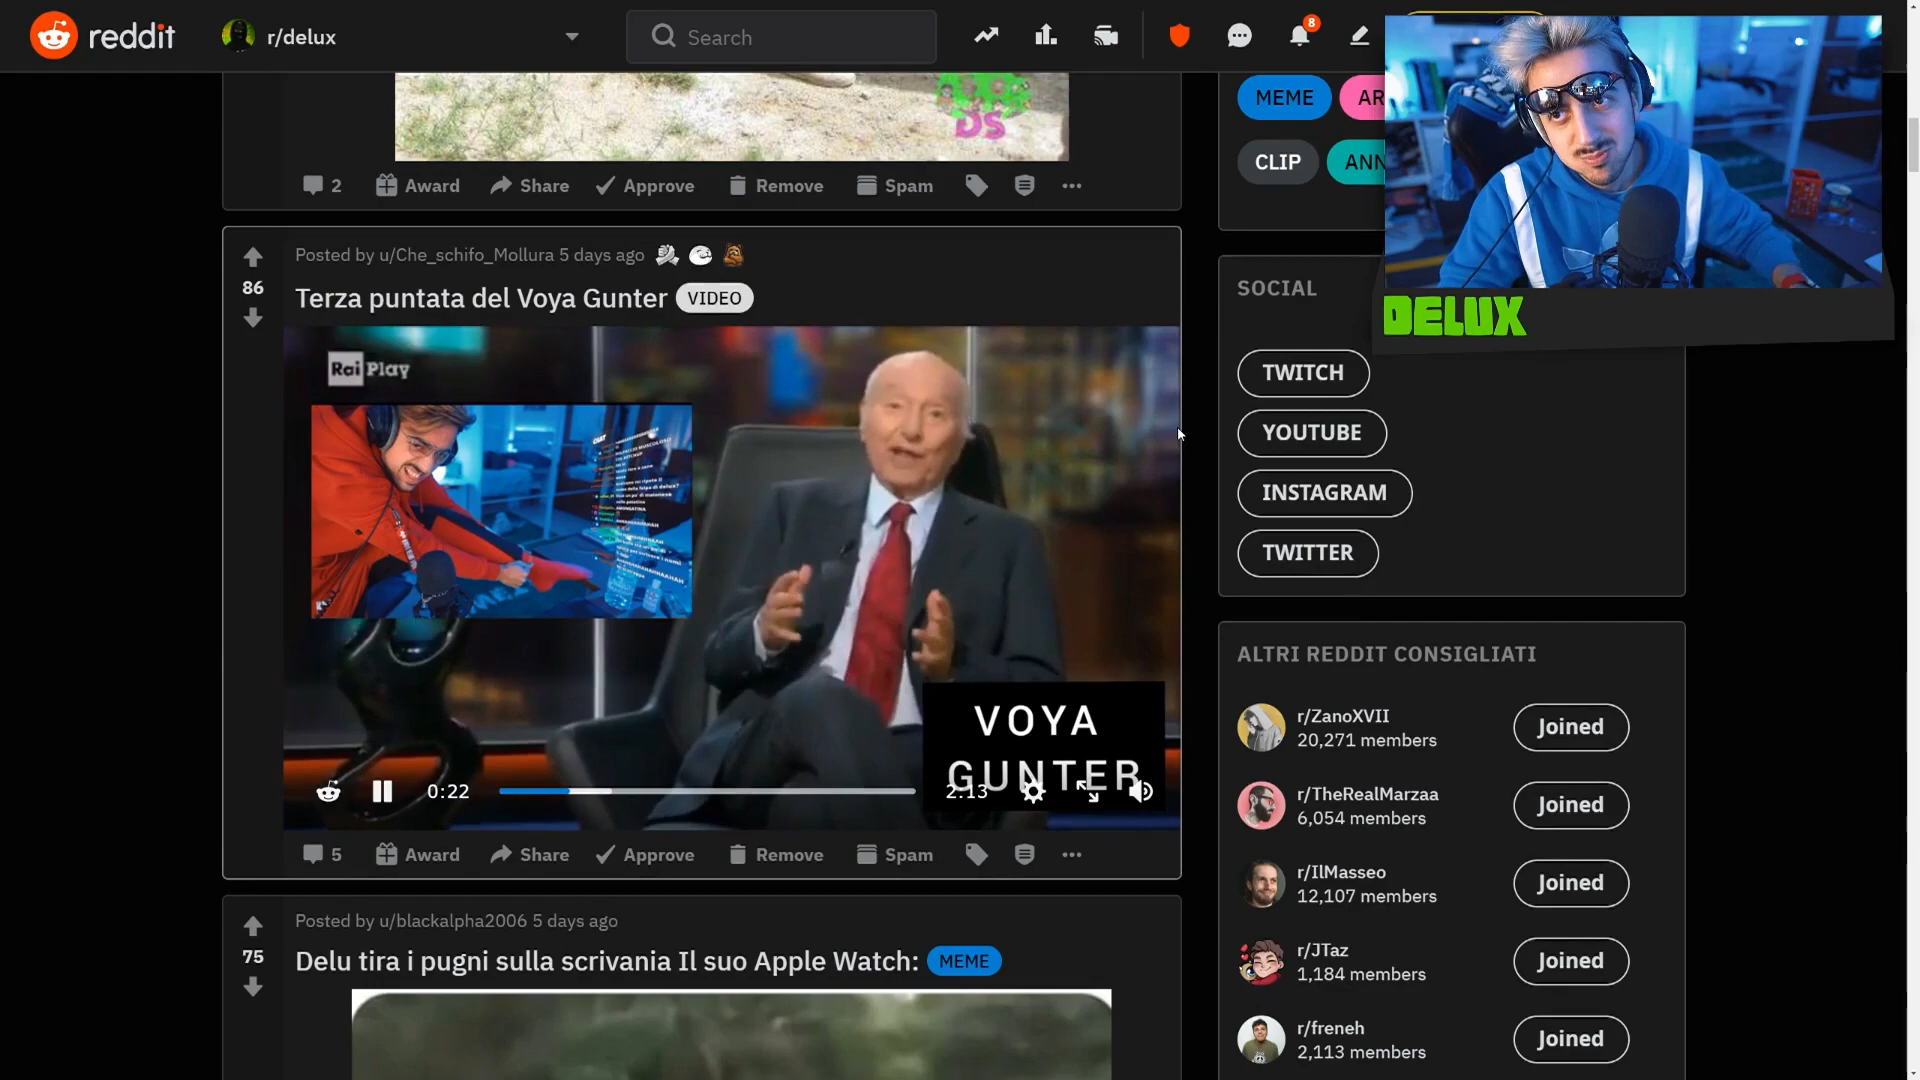 reddit
r/delux
Search
8
DS
MEME
AR
CLIP
ANN
2
Award
Share
Approve
Remove
Spam
DELUX
Posted by u/Che_schifo_Mollura 5 days ago
86
Terza puntata del Voya Gunter
VIDEO
Rai Play
VOYA
GUNTER
0:22
2:13
5
Award
Share
Approve
Remove
Spam
Posted by u/blackalpha2006 5 days ago
75
Delu tira i pugni sulla scrivania Il suo Apple Watch:
MEME
SOCIAL
TWITCH
YOUTUBE
INSTAGRAM
TWITTER
ALTRI REDDIT CONSIGLIATI
r/ZanoXVII
20,271 members
Joined
r/TheRealMarzaa
6,054 members
Joined
r/IlMasseo
12,107 members
Joined
r/JTaz
1,184 members
Joined
r/freneh
2,113 members
Joined